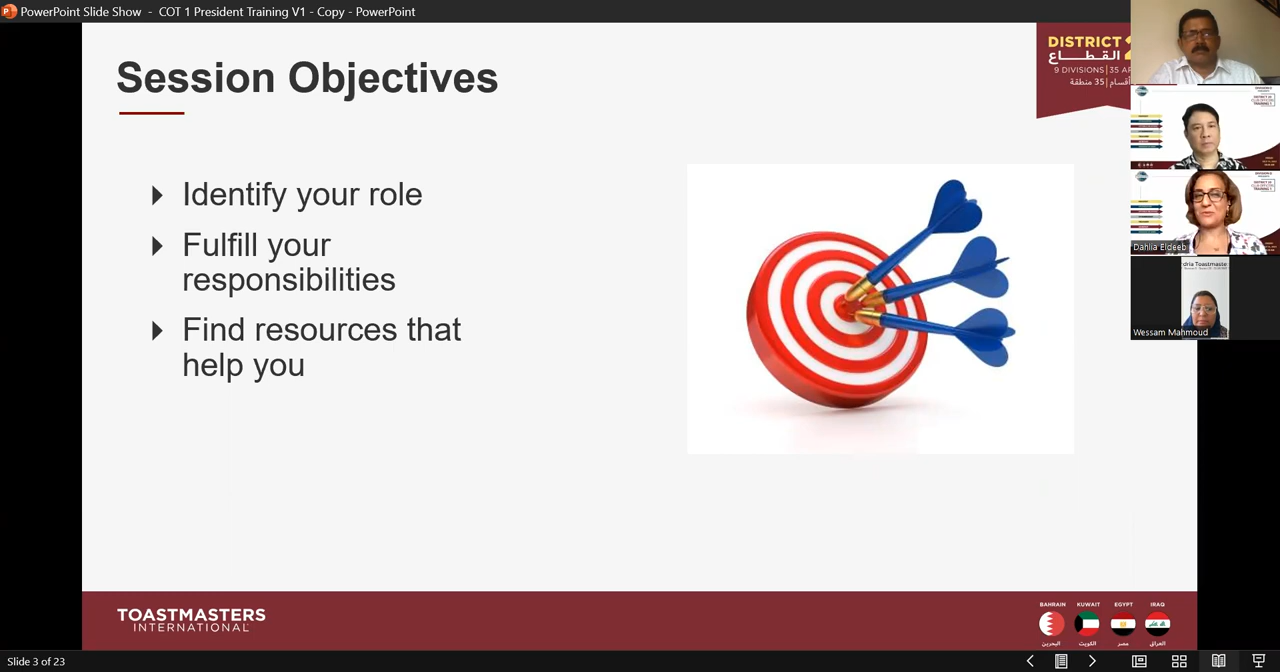 PowerPoint Slide Show - COT 1 President Training V1 - Copy - PowerPoint
Session Objectives
Identify your role
Fulfill your
responsibilities
Find resources that
help you
DISTRICT
القطاع
9 DIVISIONS | 35
أقسام | 35 منطقة
Dahlia Eldeeb
Wessam Mahmoud
TOASTMASTERS
INTERNATIONAL
BAHRAIN KUWAIT EGYPT IRAQ
البحرين الكويت مصر العراق
Slide 3 of 23